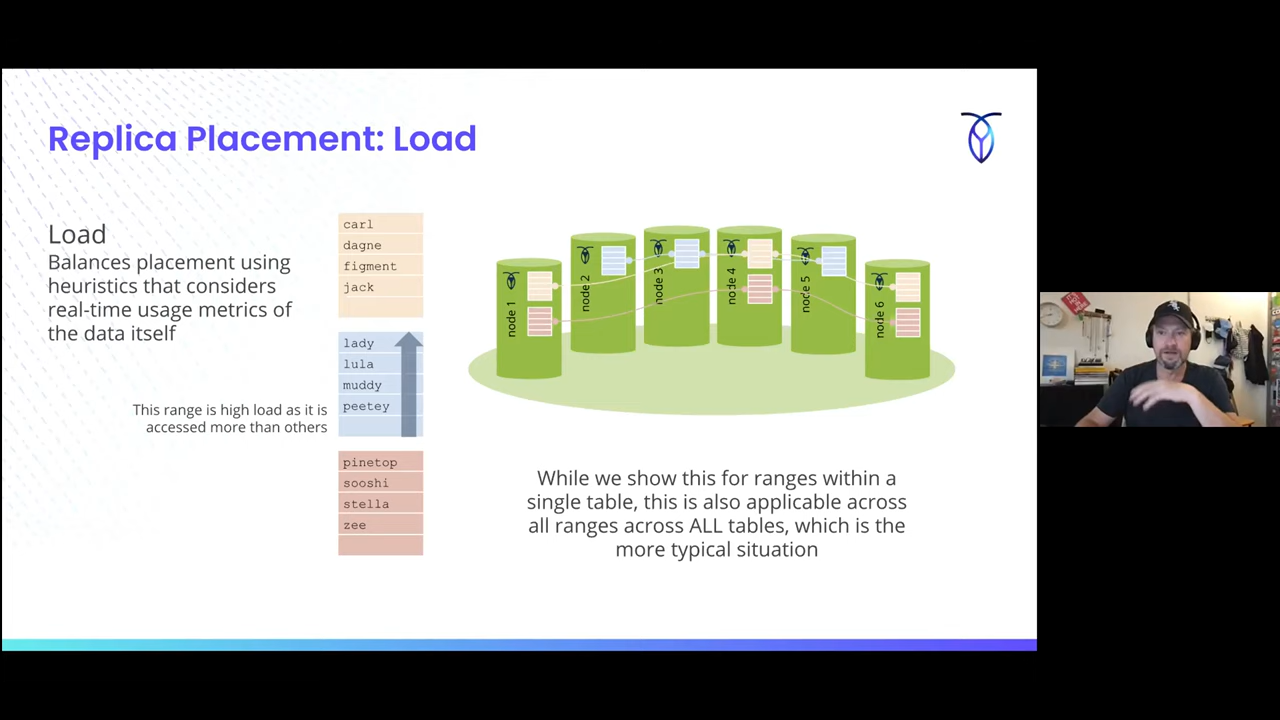 Replica Placement: Load
Load
Balances placement using
heuristics that considers
real-time usage metrics of
the data itself
This range is high load as it is
accessed more than others
carl
dagne
figment
jack
lady
lula
muddy
peetey
pinetop
sooshi
stella
zee
node 1
node 2
node 3
node 4
node 5
node 6
While we show this for ranges within a
single table, this is also applicable across
all ranges across ALL tables, which is the
more typical situation